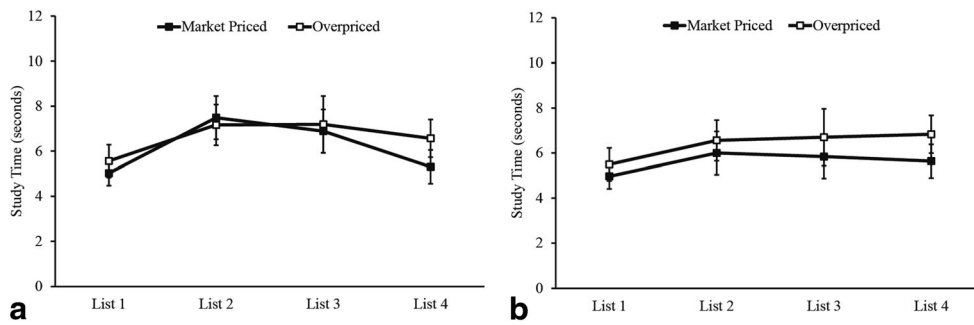 12
Market Priced
Overpriced
10
8
6
4
2
0
Study Time (seconds)
List 1
List 2
List 3
List 4
a
12
Market Priced
Overpriced
10
8
6
4
2
0
Study Time (seconds)
List 1
List 2
List 3
List 4
b